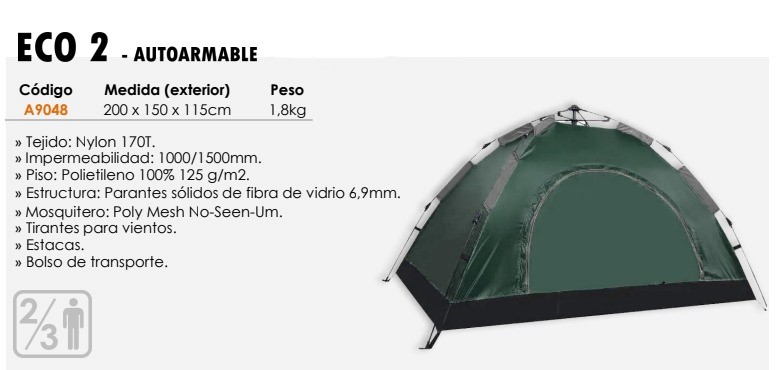 ECO 2 - AUTOARMABLE
Código Medida (exterior) Peso
A9048 200 x 150 x 115cm 1,8kg
» Tejido: Nylon 170T.
» Impermeabilidad: 1000/1500mm.
» Piso: Polietileno 100% 125 g/m2.
» Estructura: Parantes sólidos de fibra de vidrio 6,9mm.
» Mosquitero: Poly Mesh No-Seen-Um.
» Tirantes para vientos.
» Estacas.
» Bolso de transporte.
2/3